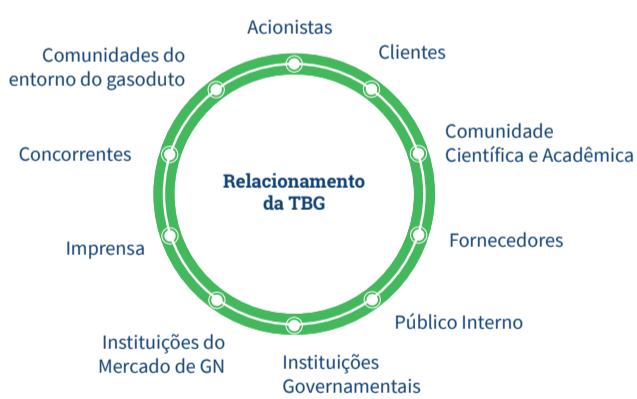 Acionistas
Clientes
Comunidade
Científica e Acadêmica
Fornecedores
Público Interno
Instituições
Governamentais
Instituições do
Mercado de GN
Imprensa
Concorrentes
Comunidades do
entorno do gasoduto
Relacionamento
da TBG